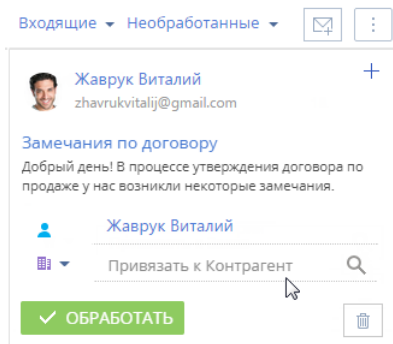 Входящие Необработанные
Жаврук Виталий
zhavrukvitalij@gmail.com
Замечания по договору
Добрый день! В процессе утверждения договора по
продаже у нас возникли некоторые замечания.
Жаврук Виталий
Привязать к Контрагент
ОБРАБОТАТЬ